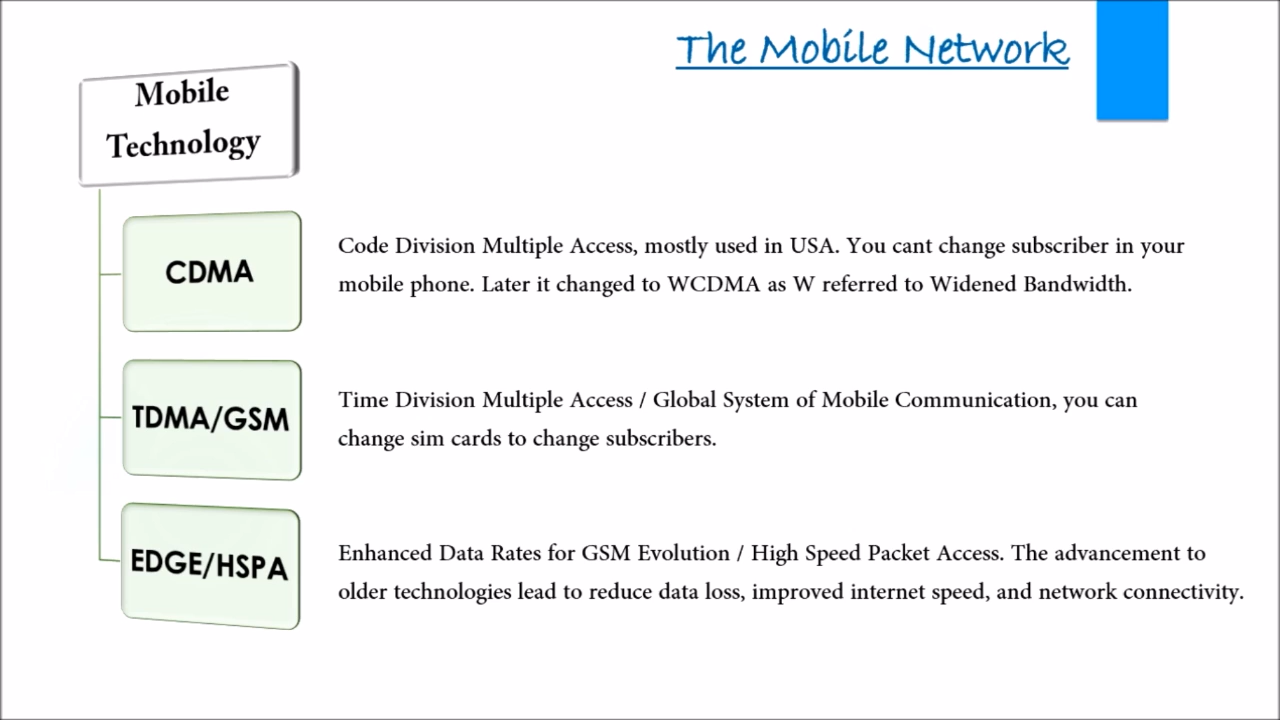 The Mobile Network
Mobile
Technology
CDMA
Code Division Multiple Access, mostly used in USA. You cant change subscriber in your
mobile phone. Later it changed to WCDMA as W referred to Widened Bandwidth.
TDMA/GSM
Time Division Multiple Access / Global System of Mobile Communication, you can
change sim cards to change subscribers.
EDGE/HSPA
Enhanced Data Rates for GSM Evolution / High Speed Packet Access. The advancement to
older technologies lead to reduce data loss, improved internet speed, and network connectivity.